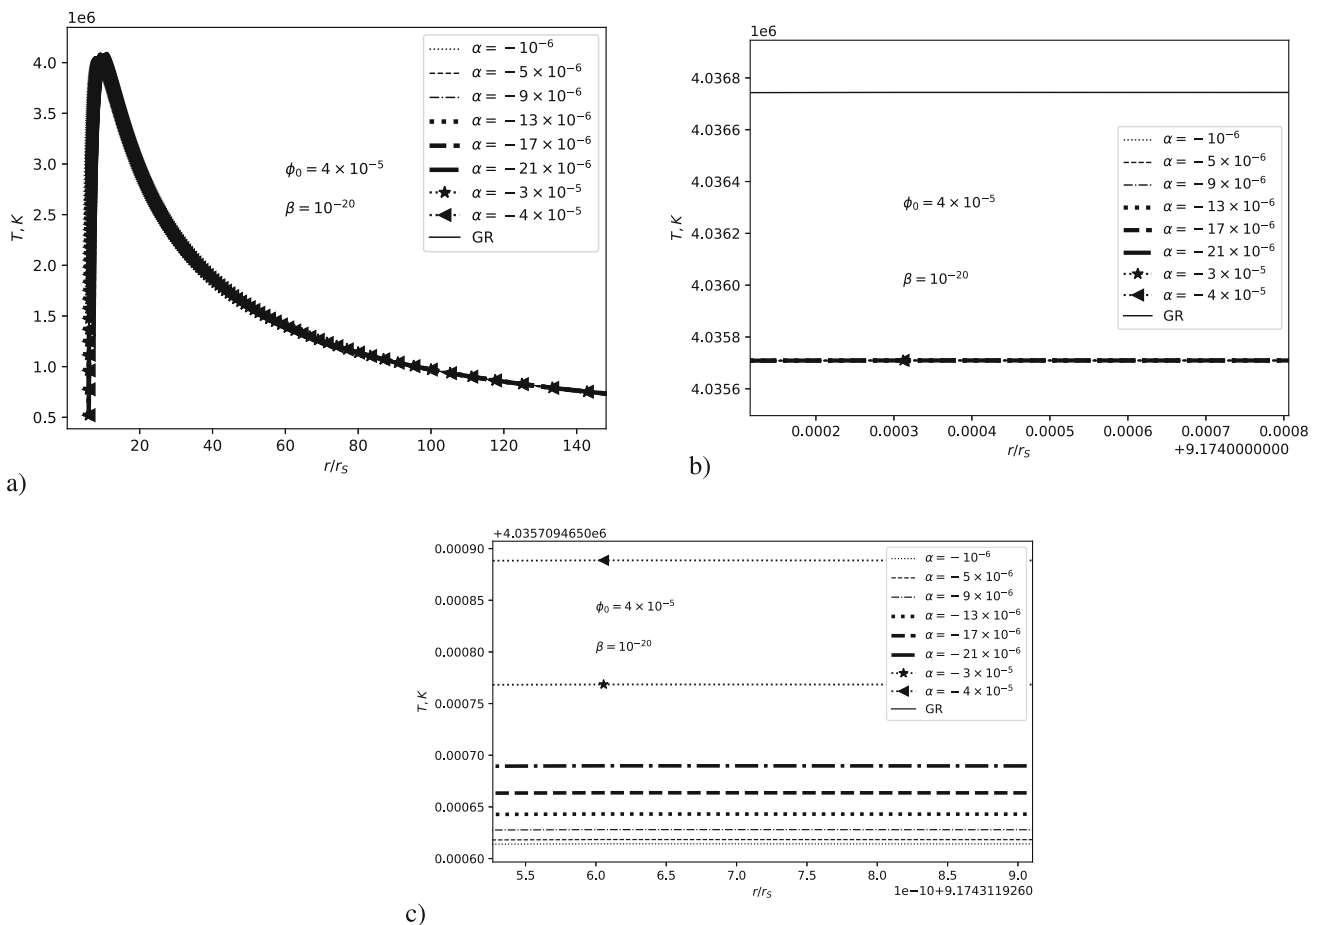 1e6
4.0
3.5
3.0
2.5
2.0
1.5
1.0
0.5
T, K
α = − 10⁻⁶
α = − 5 × 10⁻⁶
α = − 9 × 10⁻⁶
α = − 13 × 10⁻⁶
α = − 17 × 10⁻⁶
α = − 21 × 10⁻⁶
α = − 3 × 10⁻⁵
α = − 4 × 10⁻⁵
GR
ϕ₀ = 4 × 10⁻⁵
β = 10⁻²⁰
20 40 60 80 100 120 140
r/r_S
a)
1e6
4.0368
4.0366
4.0364
4.0362
4.0360
4.0358
4.0356
T, K
α = − 10⁻⁶
α = − 5 × 10⁻⁶
α = − 9 × 10⁻⁶
α = − 13 × 10⁻⁶
α = − 17 × 10⁻⁶
α = − 21 × 10⁻⁶
α = − 3 × 10⁻⁵
α = − 4 × 10⁻⁵
GR
ϕ₀ = 4 × 10⁻⁵
β = 10⁻²⁰
0.0002 0.0003 0.0004 0.0005 0.0006 0.0007 0.0008
r/r_S
+9.1740000000
b)
+4.0357094650e6
0.00090
0.00085
0.00080
0.00075
0.00070
0.00065
0.00060
T, K
α = − 10⁻⁶
α = − 5 × 10⁻⁶
α = − 9 × 10⁻⁶
α = − 13 × 10⁻⁶
α = − 17 × 10⁻⁶
α = − 21 × 10⁻⁶
α = − 3 × 10⁻⁵
α = − 4 × 10⁻⁵
GR
ϕ₀ = 4 × 10⁻⁵
β = 10⁻²⁰
5.5 6.0 6.5 7.0 7.5 8.0 8.5 9.0
r/r_S
1e−10+9.1743119260
c)